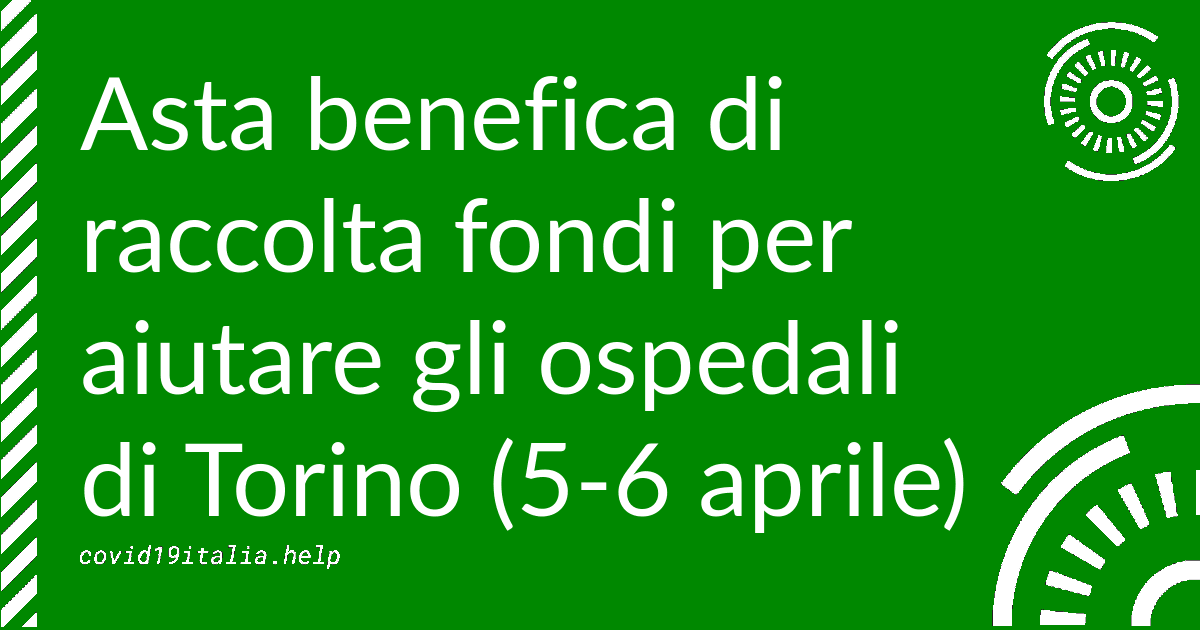 Asta benefica di
raccolta fondi per
aiutare gli ospedali
di Torino (5-6 aprile)
covid19italia.help